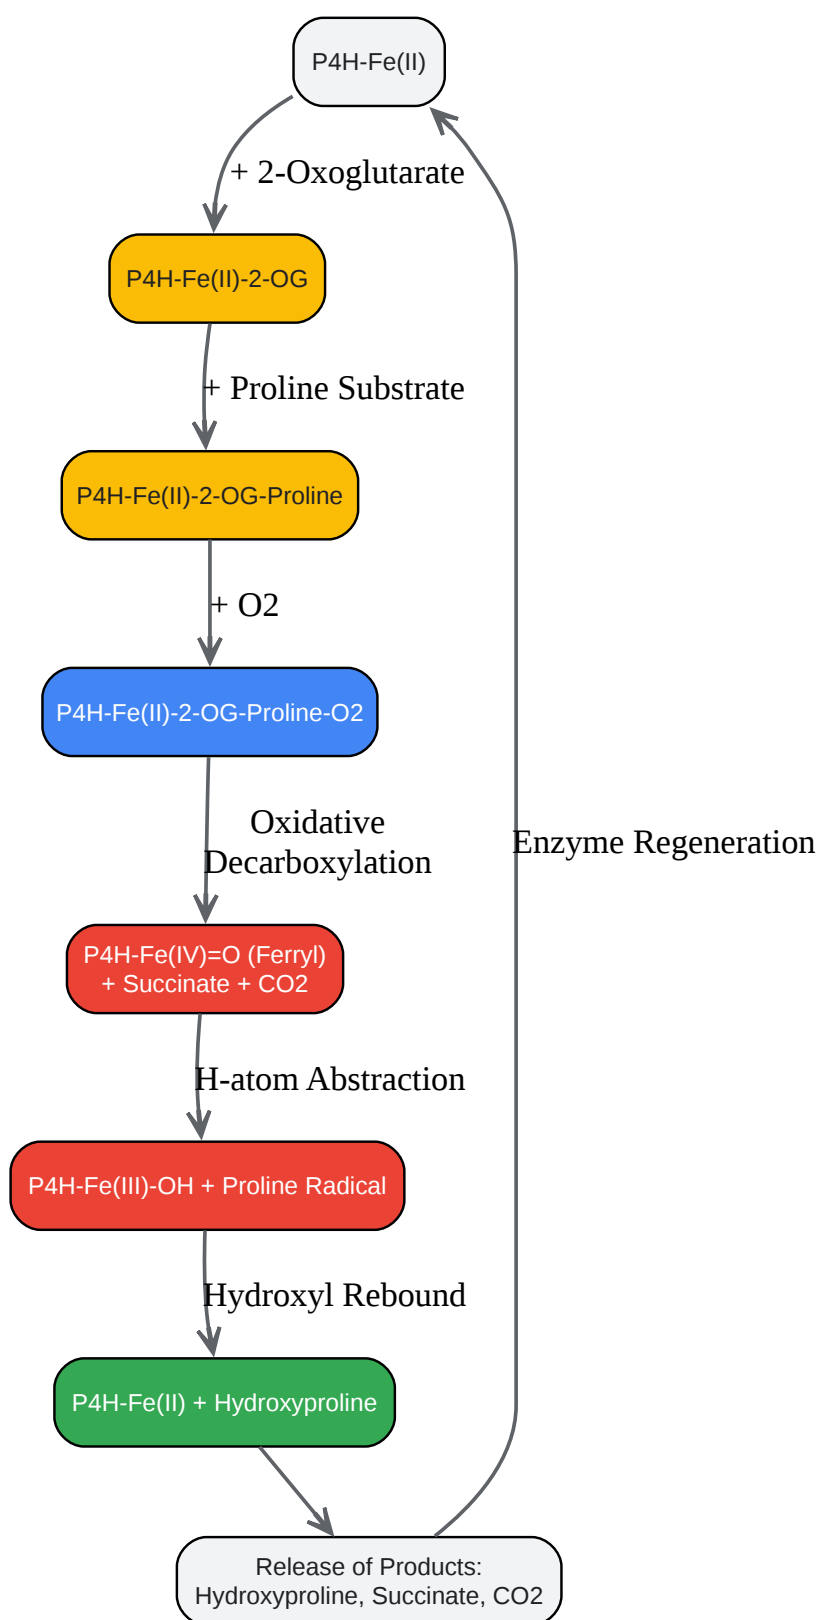 P4H-Fe(II)
+ 2-Oxoglutarate
P4H-Fe(II)-2-OG
+ Proline Substrate
P4H-Fe(II)-2-OG-Proline
+ O2
P4H-Fe(II)-2-OG-Proline-O2
Oxidative
Decarboxylation
Enzyme Regeneration
P4H-Fe(IV)=O (Ferryl)
+ Succinate + CO2
H-atom Abstraction
P4H-Fe(III)-OH + Proline Radical
Hydroxyl Rebound
P4H-Fe(II) + Hydroxyproline
Release of Products:
Hydroxyproline, Succinate, CO2